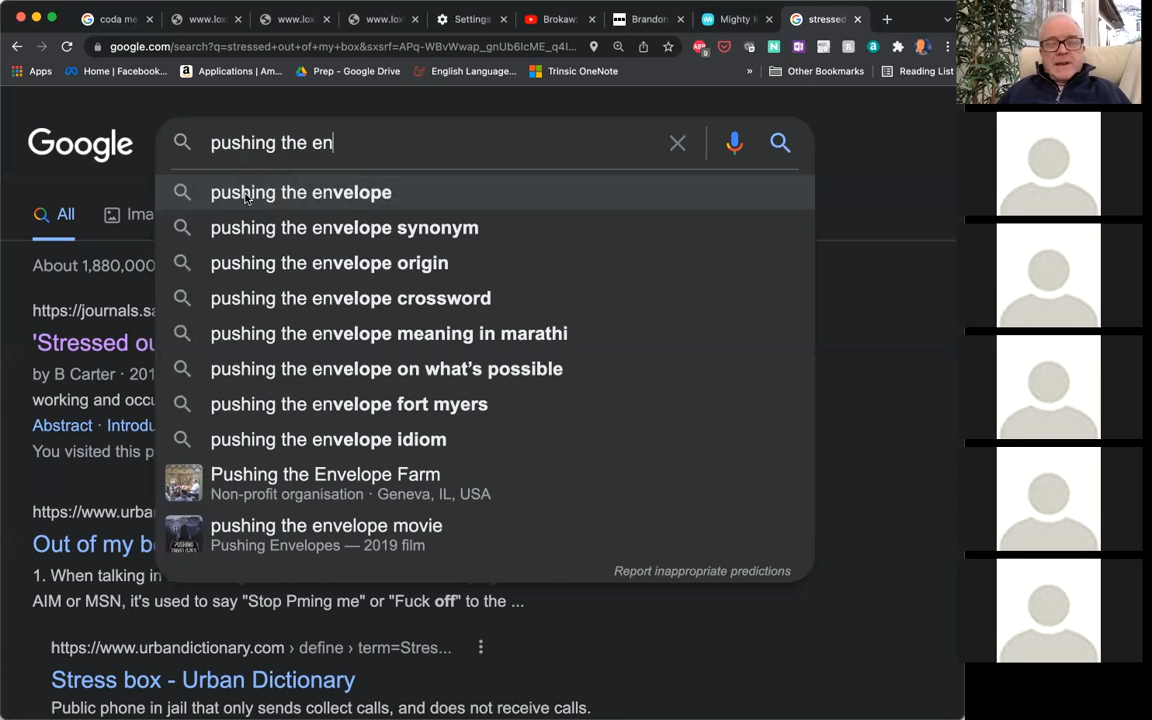 coda me
www.lox
www.lox
www.lox
Settings
Brokaw:
Brandon
Mighty K
stressed
google.com/search?q=stressed+out+of+my+box&sxsrf=APq-WBvWwap_gnUb6IcME_q4l...
9
Apps
Home | Facebook...
Applications | Am...
Prep - Google Drive
English Language...
Trinsic OneNote
»
Other Bookmarks
Reading List
Google
pushing the en
pushing the envelope
All
Ima
pushing the envelope synonym
About 1,880,000
pushing the envelope origin
https://journals.sa
pushing the envelope crossword
'Stressed ou
pushing the envelope meaning in marathi
by B Carter · 201
pushing the envelope on what's possible
working and occu
pushing the envelope fort myers
Abstract · Introdu
pushing the envelope idiom
You visited this p
Pushing the Envelope Farm
Non-profit organisation · Geneva, IL, USA
https://www.urba
pushing the envelope movie
Pushing Envelopes — 2019 film
Out of my b
Report inappropriate predictions
1. When talking in
AIM or MSN, it's used to say "Stop Pming me" or "Fuck off" to the ...
https://www.urbandictionary.com › define › term=Stres...
Stress box - Urban Dictionary
Public phone in jail that only sends collect calls, and does not receive calls.